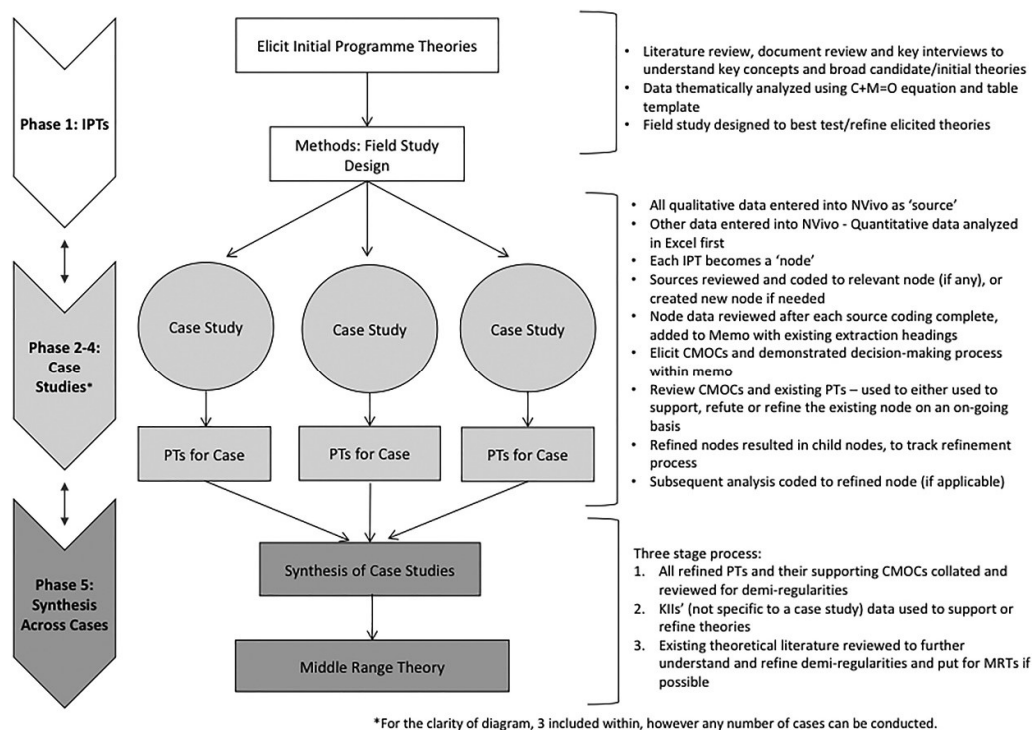 Phase 1: IPTs
Elicit Initial Programme Theories
Methods: Field Study
Design
• Literature review, document review and key interviews to
understand key concepts and broad candidate/initial theories
• Data thematically analyzed using C+M=O equation and table
template
• Field study designed to best test/refine elicited theories
Phase 2-4:
Case
Studies*
Case Study
Case Study
Case Study
PTs for Case
PTs for Case
PTs for Case
• All qualitative data entered into NVivo as ‘source’
• Other data entered into NVivo - Quantitative data analyzed
in Excel first
• Each IPT becomes a ‘node’
• Sources reviewed and coded to relevant node (if any), or
created new node if needed
• Node data reviewed after each source coding complete,
added to Memo with existing extraction headings
• Elicit CMOCs and demonstrated decision-making process
within memo
• Review CMOCs and existing PTs – used to either used to
support, refute or refine the existing node on an on-going
basis
• Refined nodes resulted in child nodes, to track refinement
process
• Subsequent analysis coded to refined node (if applicable)
Phase 5:
Synthesis
Across Cases
Synthesis of Case Studies
Middle Range Theory
Three stage process:
1. All refined PTs and their supporting CMOCs collated and
reviewed for demi-regularities
2. KIIs’ (not specific to a case study) data used to support or
refine theories
3. Existing theoretical literature reviewed to further
understand and refine demi-regularities and put for MRTs if
possible
*For the clarity of diagram, 3 included within, however any number of cases can be conducted.